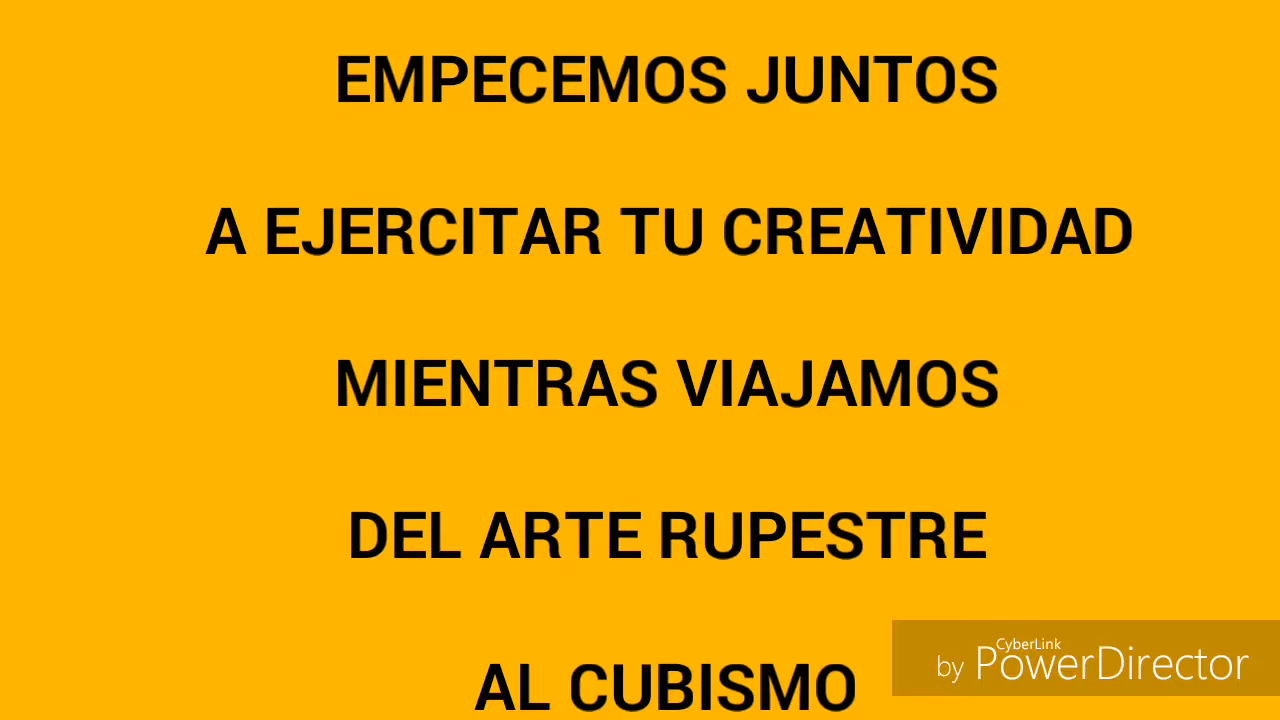 EMPECEMOS JUNTOS
A EJERCITAR TU CREATIVIDAD
MIENTRAS VIAJAMOS
DEL ARTE RUPESTRE
AL CUBISMO
CyberLink
by PowerDirector